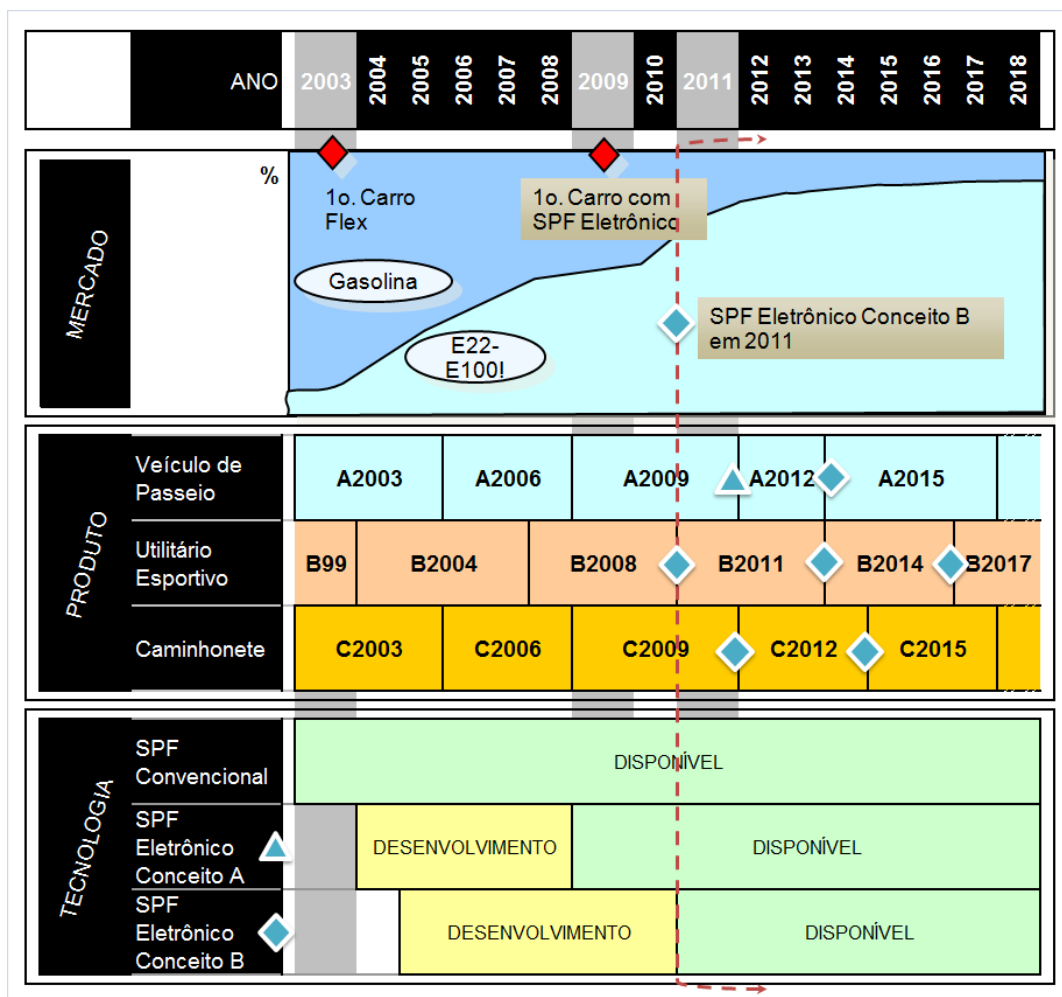 ANO 2003 2004 2005 2006 2007 2008 2009 2010 2011 2012 2013 2014 2015 2016 2017 2018
MERCADO
%
1o. Carro
Flex
1o. Carro com
SPF Eletrônico
Gasolina
E22-
E100!
SPF Eletrônico Conceito B
em 2011
PRODUTO
Veículo de
Passeio
A2003 A2006 A2009 A2012 A2015
Utilitário
Esportivo
B99 B2004 B2008 B2011 B2014 B2017
Caminhonete
C2003 C2006 C2009 C2012 C2015
TECNOLOGIA
SPF
Convencional
DISPONÍVEL
SPF
Eletrônico
Conceito A
DESENVOLVIMENTO DISPONÍVEL
SPF
Eletrônico
Conceito B
DESENVOLVIMENTO DISPONÍVEL